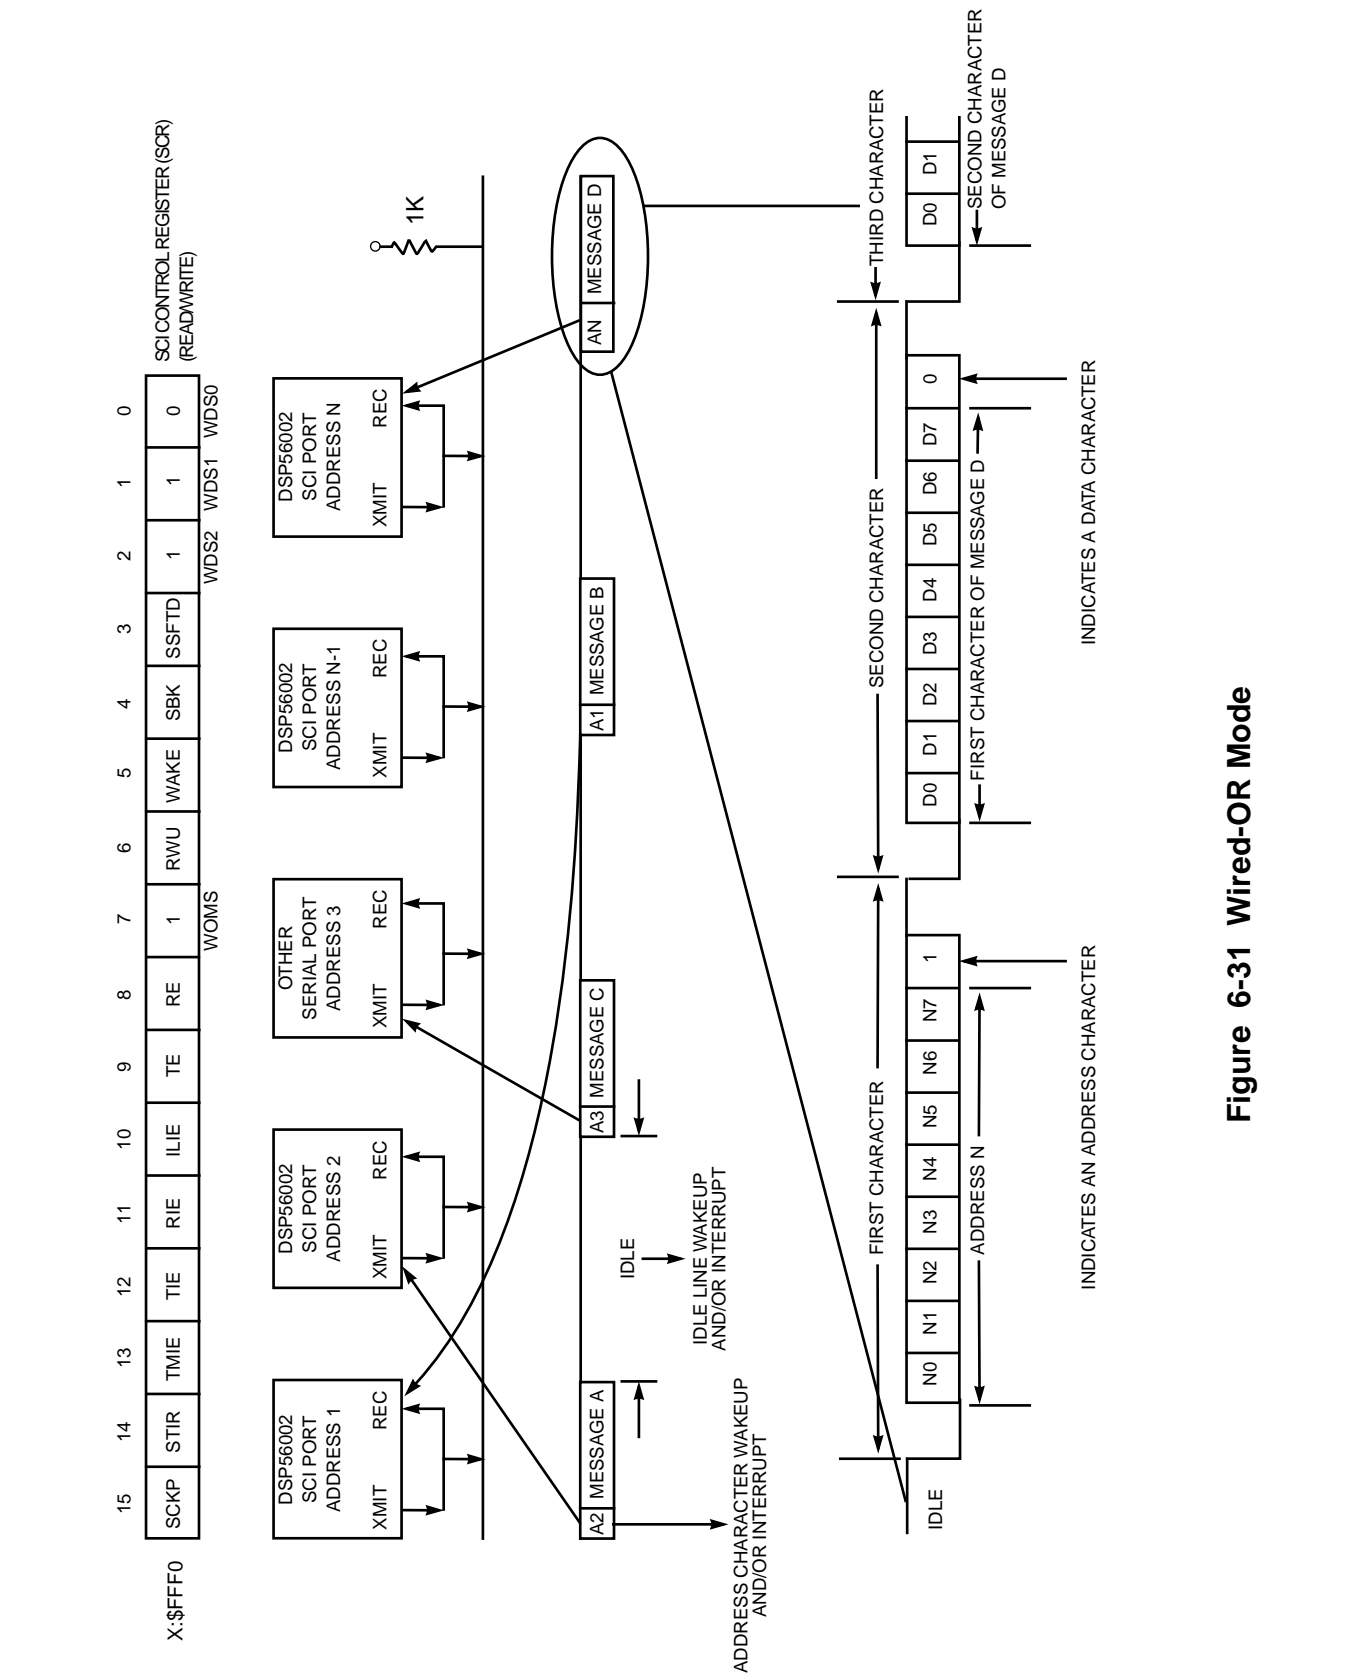 SCI CONTROL REGISTER (SCR)
(READ/WRITE)
15 14 13 12 11 10 9 8 7 6 5 4 3 2 1 0
X:$FFF0 SCKP STIR TMIE TIE RIE ILIE TE RE 1 RWU WAKE SBK SSFTD 1 1 0
WOMS WDS2 WDS1 WDS0
DSP56002
SCI PORT
ADDRESS 1
XMIT REC
DSP56002
SCI PORT
ADDRESS 2
XMIT REC
OTHER
SERIAL PORT
ADDRESS 3
XMIT REC
DSP56002
SCI PORT
ADDRESS N-1
XMIT REC
DSP56002
SCI PORT
ADDRESS N
XMIT REC
1K
A2 MESSAGE A
A3 MESSAGE C
A1 MESSAGE B
AN MESSAGE D
IDLE
IDLE LINE WAKEUP
AND/OR INTERRUPT
ADDRESS CHARACTER WAKEUP
AND/OR INTERRUPT
FIRST CHARACTER SECOND CHARACTER THIRD CHARACTER
IDLE N0 N1 N2 N3 N4 N5 N6 N7 1 D0 D1 D2 D3 D4 D5 D6 D7 0 D0 D1
ADDRESS N FIRST CHARACTER OF MESSAGE D SECOND CHARACTER
OF MESSAGE D
INDICATES AN ADDRESS CHARACTER INDICATES A DATA CHARACTER
Figure 6-31 Wired-OR Mode